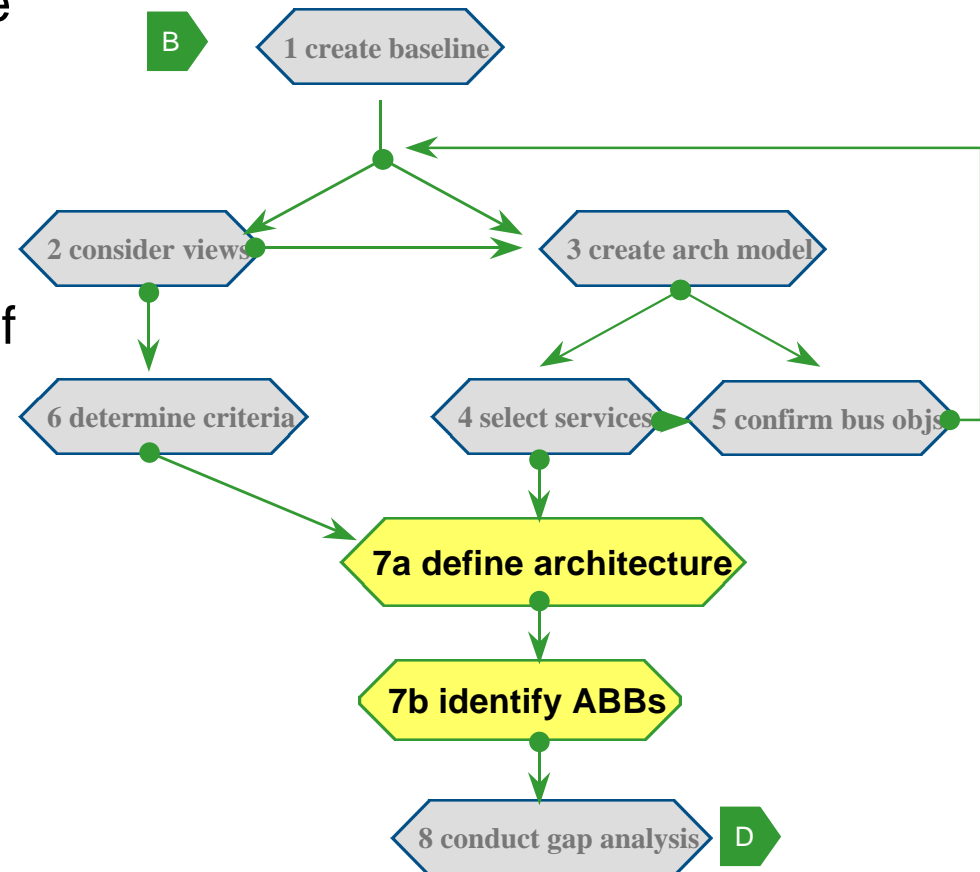 e
B
1 create baseline
2 consider views
3 create arch model
f
6 determine criteria
4 select services
5 confirm bus objs
7a define architecture
7b identify ABBs
8 conduct gap analysis
D